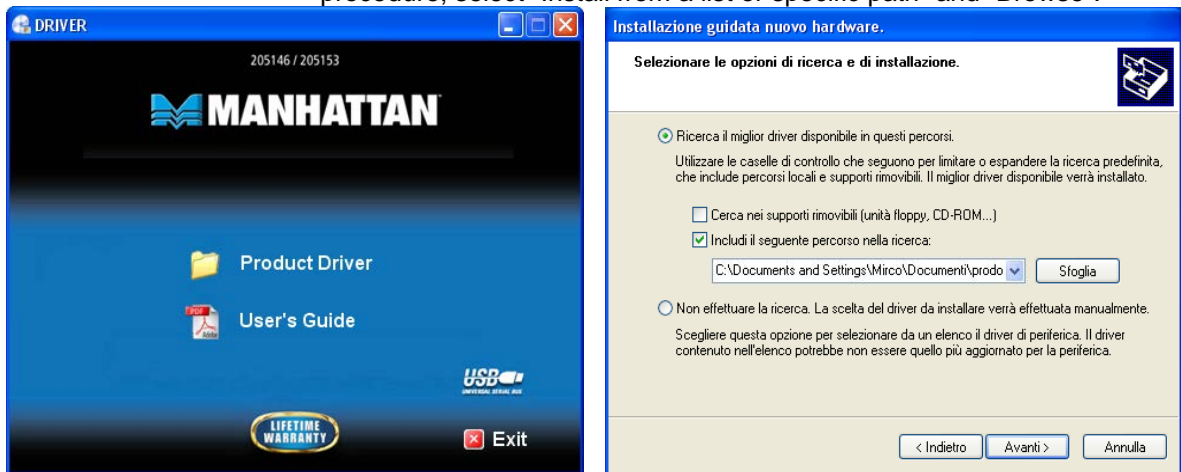 procedure, select "Install from a list or specific path" and "Browse".
DRIVER
205146 / 205153
MANHATTAN
Product Driver
User's Guide
USB
UNIVERSAL SERIAL BUS
LIFETIME
WARRANTY
Exit
Installazione guidata nuovo hardware.
Selezionare le opzioni di ricerca e di installazione.
Ricerca il miglior driver disponibile in questi percorsi.
Utilizzare le caselle di controllo che seguono per limitare o espandere la ricerca predefinita,
che include percorsi locali e supporti rimovibili. Il miglior driver disponibile verrà installato.
Cerca nei supporti rimovibili (unità floppy, CD-ROM...)
Includi il seguente percorso nella ricerca:
C:\Documents and Settings\Mirco\Documenti\prodo
Sfoglia
Non effettuare la ricerca. La scelta del driver da installare verrà effettuata manualmente.
Scegliere questa opzione per selezionare da un elenco il driver di periferica. Il driver
contenuto nell'elenco potrebbe non essere quello più aggiornato per la periferica.
< Indietro
Avanti >
Annulla